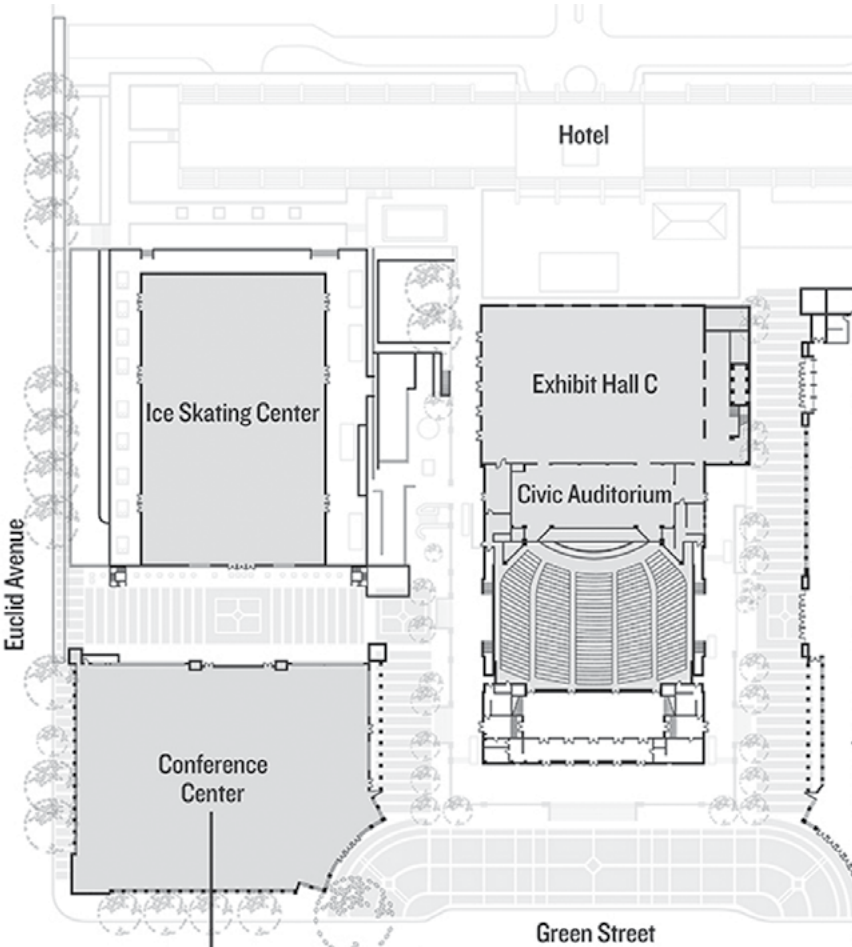 Hotel
Exhibit Hall C
Ice Skating Center
Civic Auditorium
Euclid Avenue
Conference
Center
Green Street